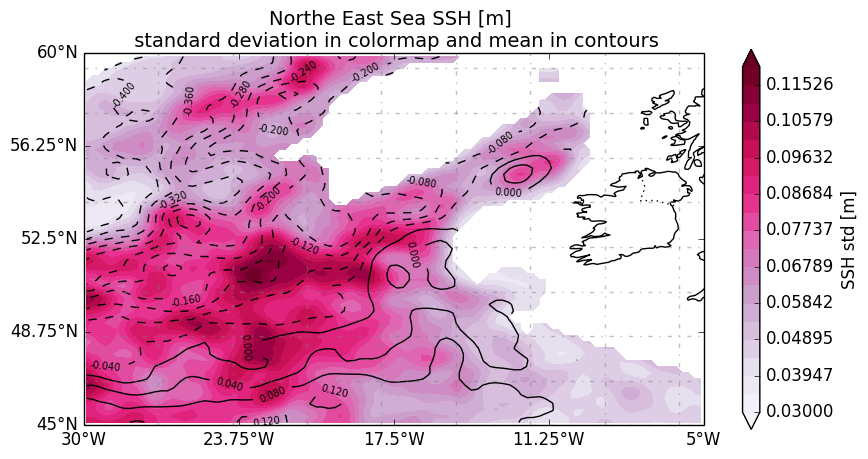 Northe East Sea SSH [m]
standard deviation in colormap and mean in contours
60°N
56.25°N
52.5°N
48.75°N
45°N
30°W
23.75°W
17.5°W
11.25°W
5°W
-0.400
-0.360
-0.280
-0.240
-0.200
-0.200
-0.080
-0.320
-0.200
-0.080
0.000
-0.120
0.000
-0.160
0.000
-0.040
0.040
0.080
0.120
0.120
0.11526
0.10579
0.09632
0.08684
0.07737
0.06789
0.05842
0.04895
0.03947
0.03000
SSH std [m]